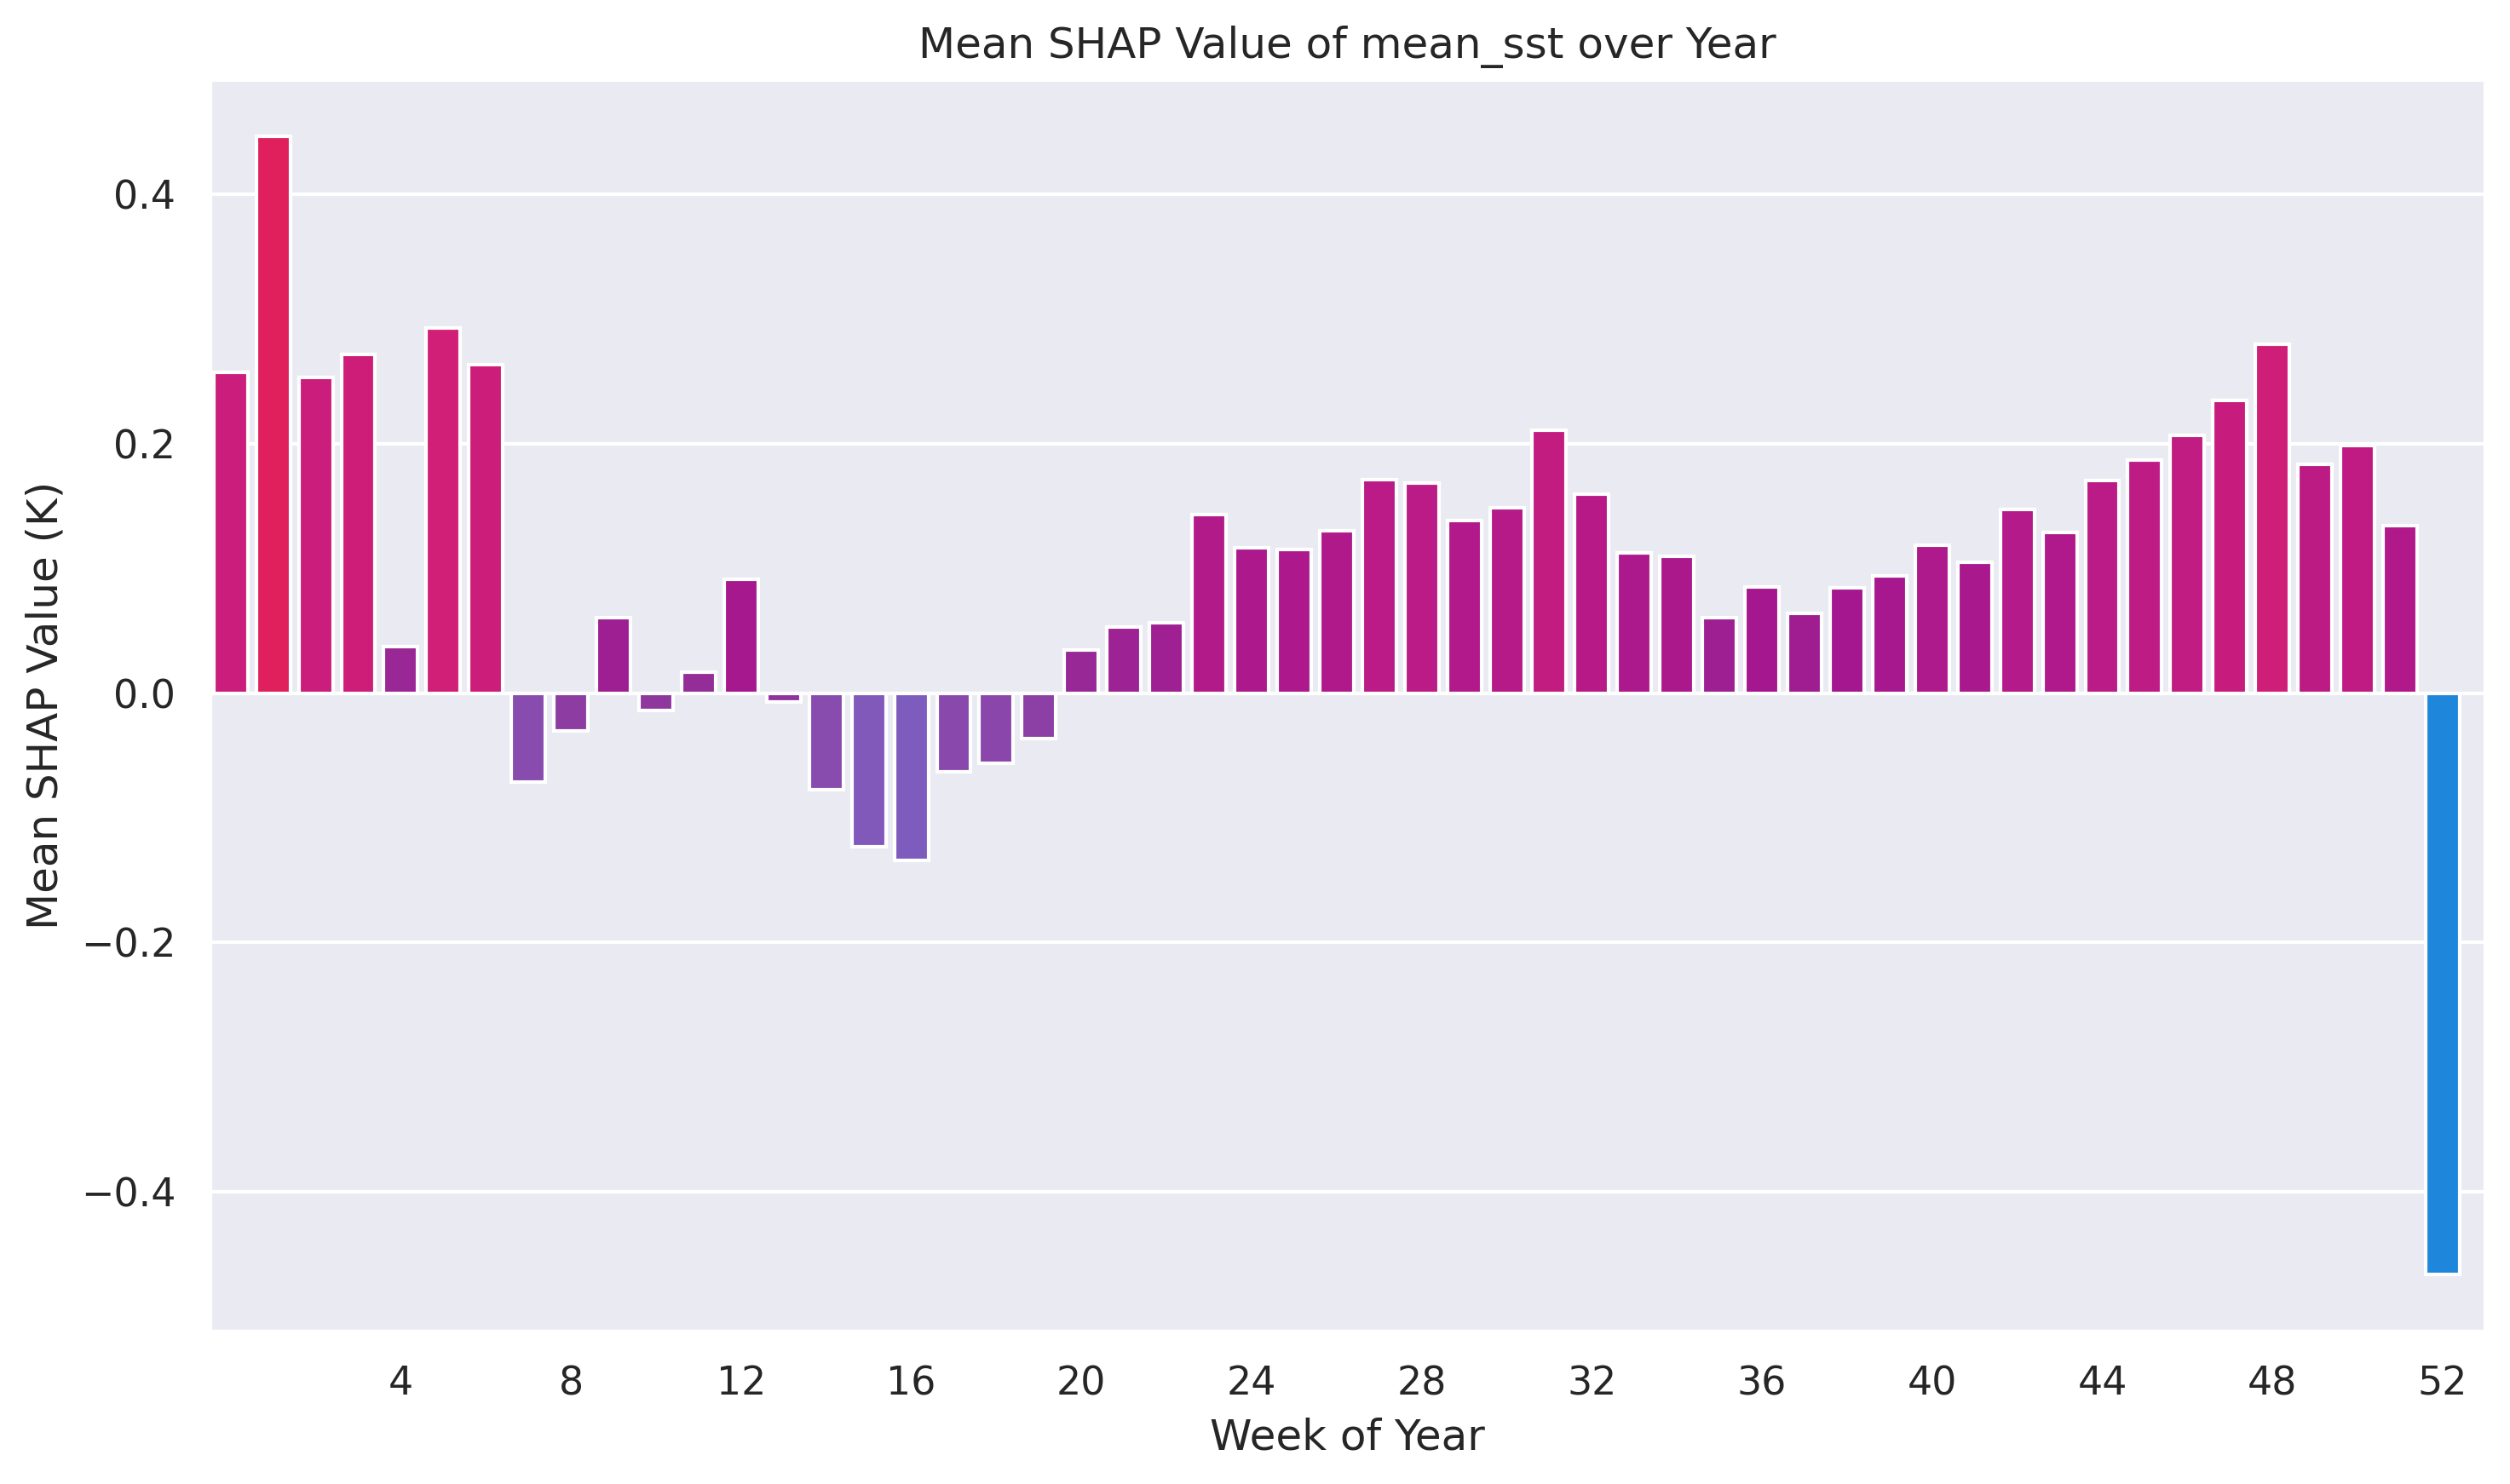 Mean SHAP Value of mean_sst over Year
Mean SHAP Value (K)
0.4
0.2
0.0
−0.2
−0.4
4 8 12 16 20 24 28 32 36 40 44 48 52
Week of Year